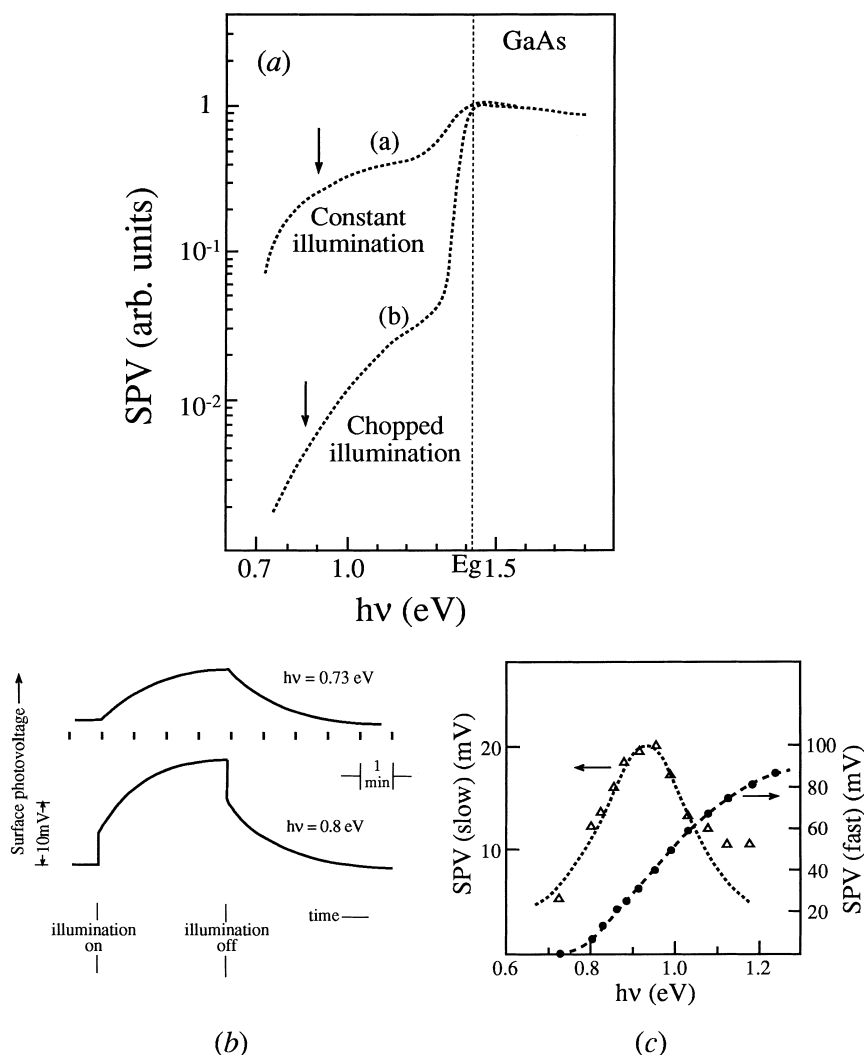 (a)
GaAs
SPV (arb. units)
1
10-1
10-2
(a)
Constant
illumination
(b)
Chopped
illumination
0.7
1.0
Eg
1.5
hν (eV)
Surface photovoltage
10mV
hν = 0.73 eV
1
min
hν = 0.8 eV
illumination
on
illumination
off
time
(b)
SPV (slow) (mV)
20
10
SPV (fast) (mV)
100
80
60
40
20
0.6
0.8
1.0
1.2
hν (eV)
(c)